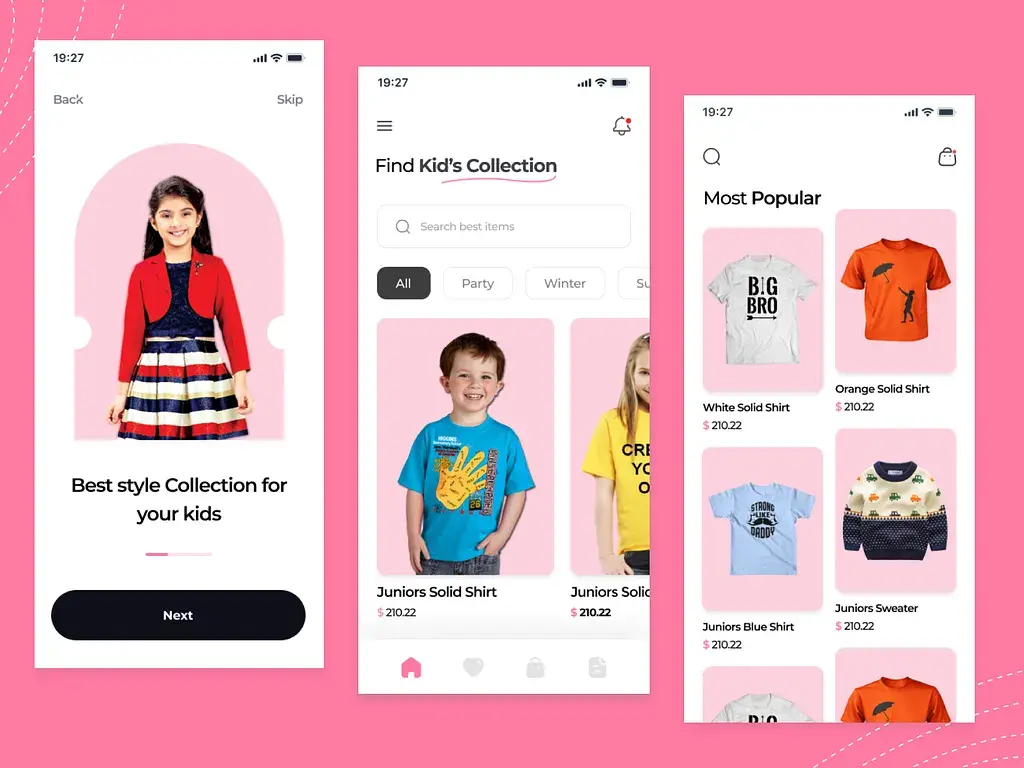 19:27
Back
Skip
Best style Collection for
your kids
Next
19:27
Find Kid's Collection
Search best items
All
Party
Winter
Su
CRE
YO
O
Juniors Solid Shirt
$ 210.22
Juniors Solid
$ 210.22
19:27
Most Popular
BIG
BRO
White Solid Shirt
$ 210.22
Orange Solid Shirt
$ 210.22
STRONG
LIKE
DADDY
Juniors Blue Shirt
$ 210.22
Juniors Sweater
$ 210.22